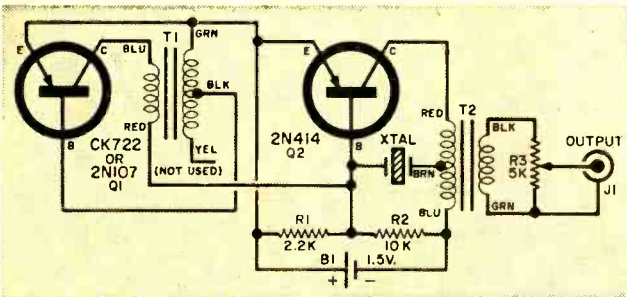 E
C
BLU
T1
GRN
BLK
RED
YEL
(NOT USED)
B
CK722
OR
2N107
Q1
E
C
2N414
Q2
B
XTAL
BRN
RED
T2
BLU
BLK
GRN
R3
5K
OUTPUT
J1
R1
2.2K
R2
10K
B1
1.5V.
+
−